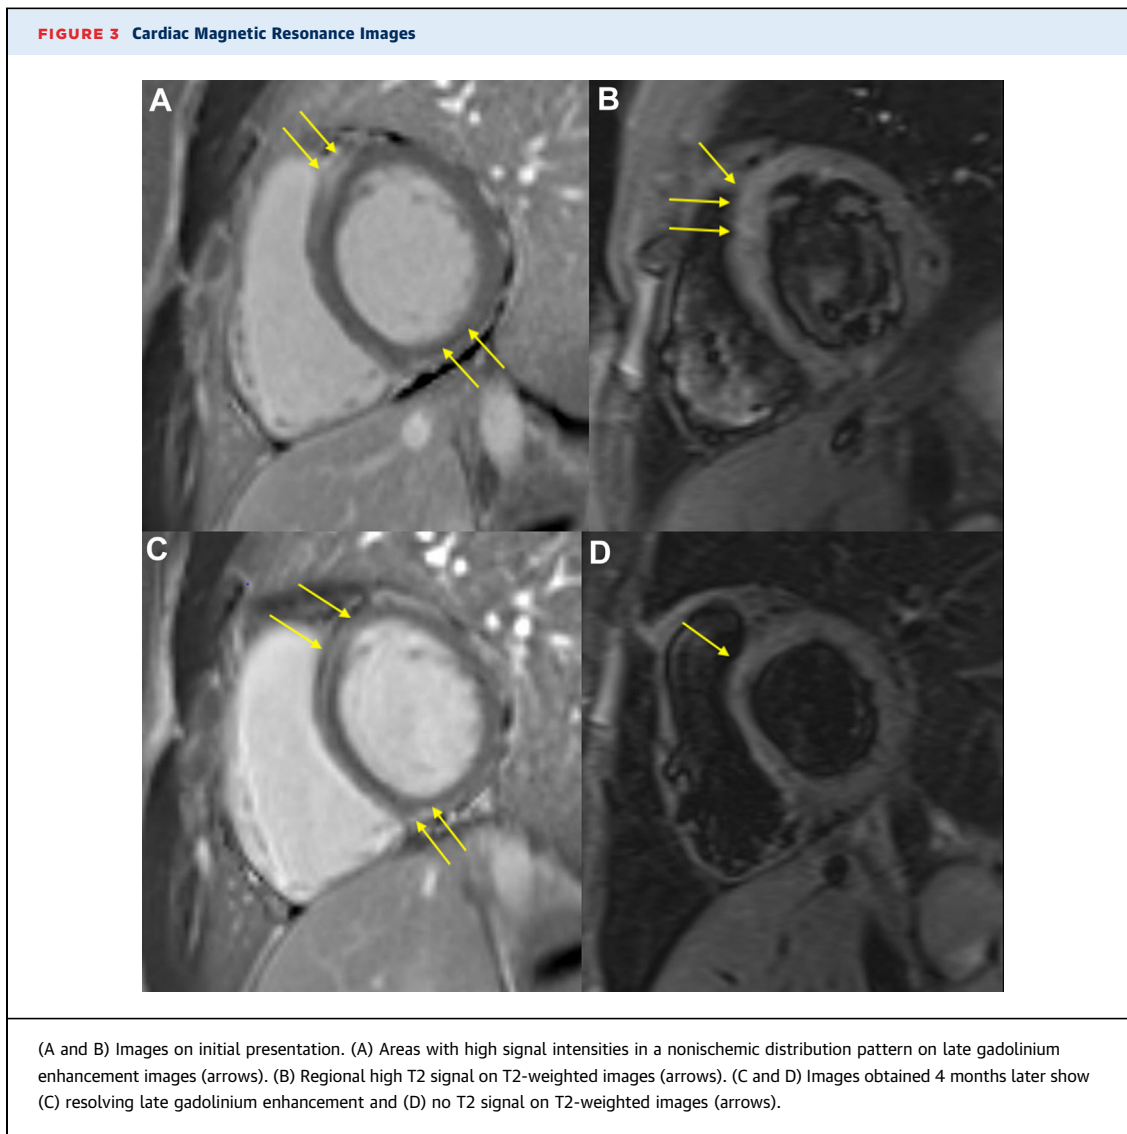 FIGURE 3 Cardiac Magnetic Resonance Images
A
B
C
D
(A and B) Images on initial presentation. (A) Areas with high signal intensities in a nonischemic distribution pattern on late gadolinium
enhancement images (arrows). (B) Regional high T2 signal on T2-weighted images (arrows). (C and D) Images obtained 4 months later show
(C) resolving late gadolinium enhancement and (D) no T2 signal on T2-weighted images (arrows).